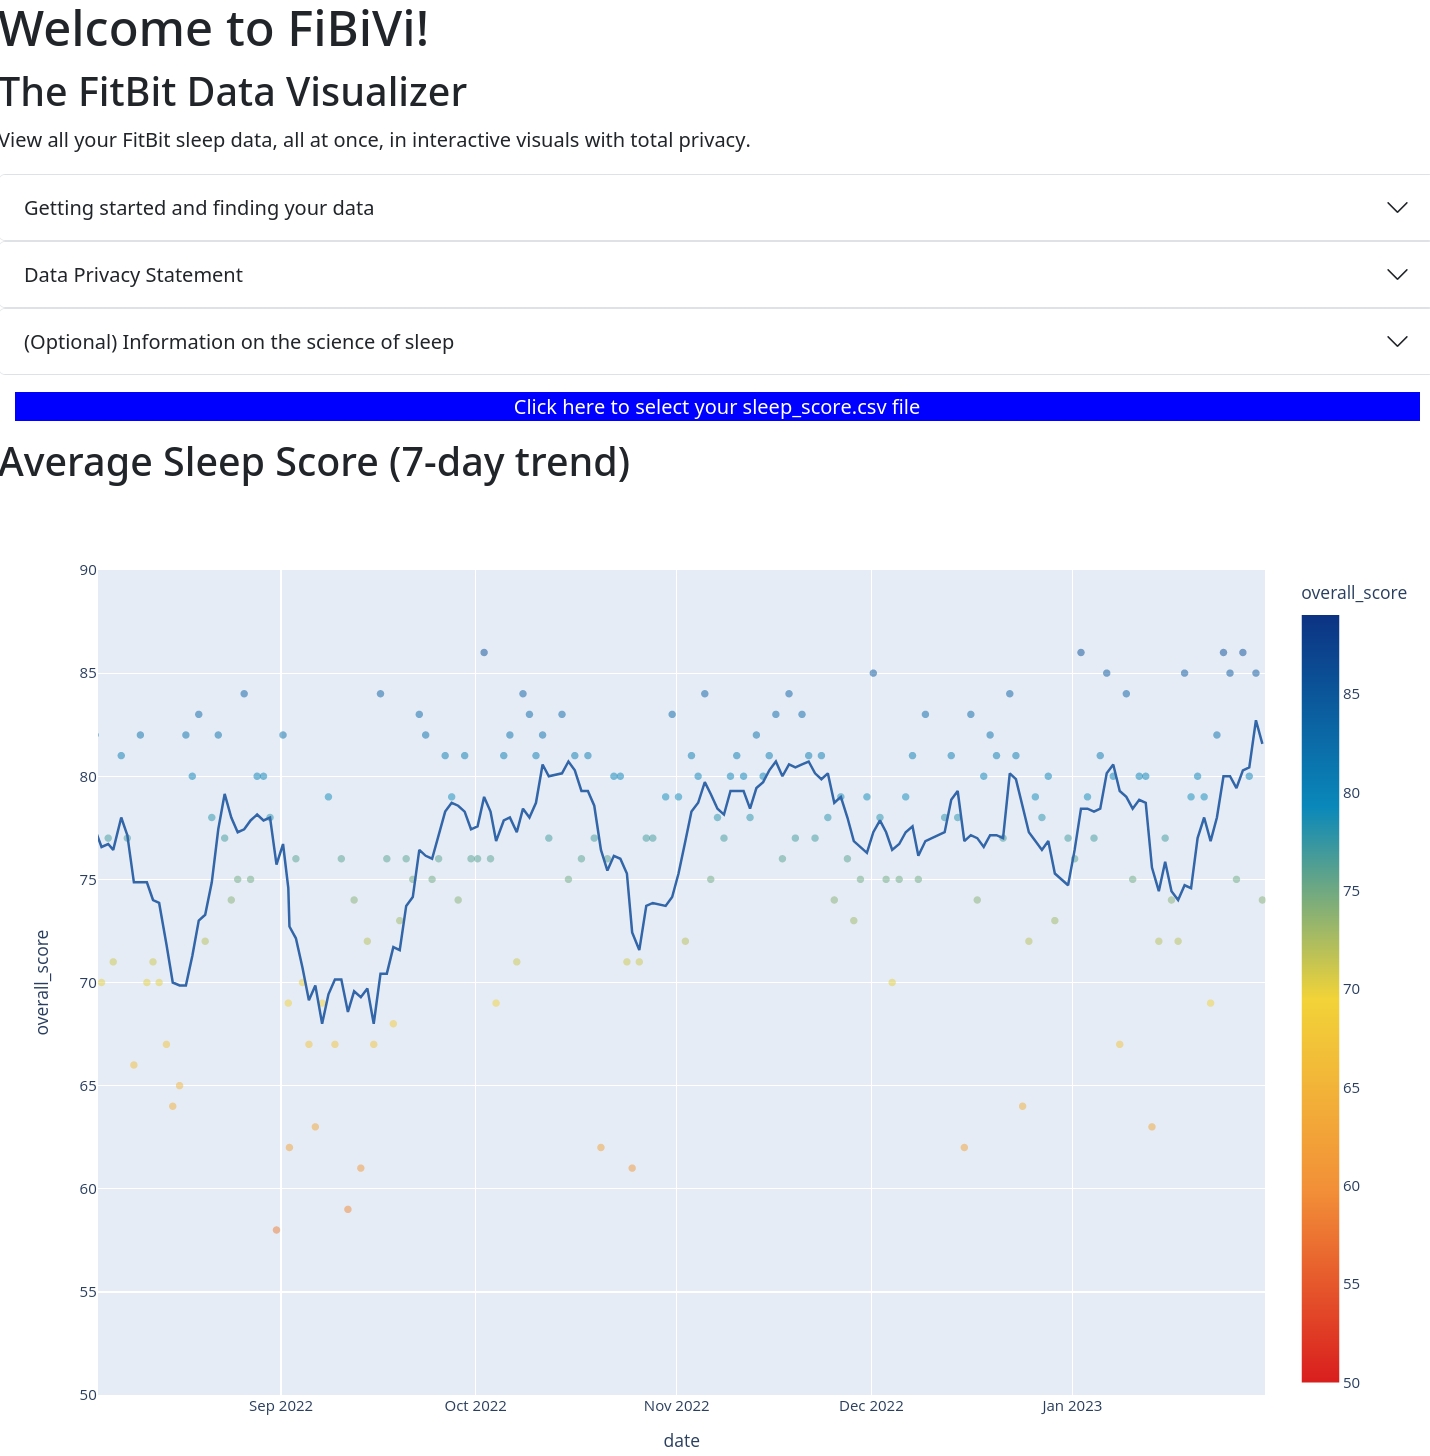 Welcome to FiBiVi!
The FitBit Data Visualizer
View all your FitBit sleep data, all at once, in interactive visuals with total privacy.
Getting started and finding your data
Data Privacy Statement
(Optional) Information on the science of sleep
Click here to select your sleep_score.csv file
Average Sleep Score (7-day trend)
overall_score
90
85
80
75
70
65
60
55
50
overall_score
85
80
75
70
65
60
55
50
Sep 2022
Oct 2022
Nov 2022
Dec 2022
Jan 2023
date